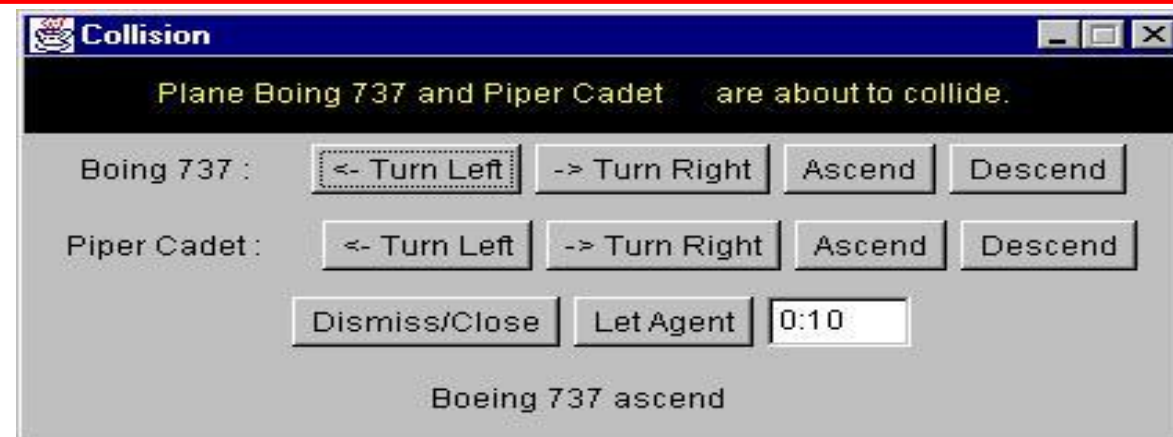 Collision
Plane Boing 737 and Piper Cadet are about to collide.
Boing 737 : <- Turn Left -> Turn Right Ascend Descend
Piper Cadet : <- Turn Left -> Turn Right Ascend Descend
Dismiss/Close Let Agent 0:10
Boeing 737 ascend